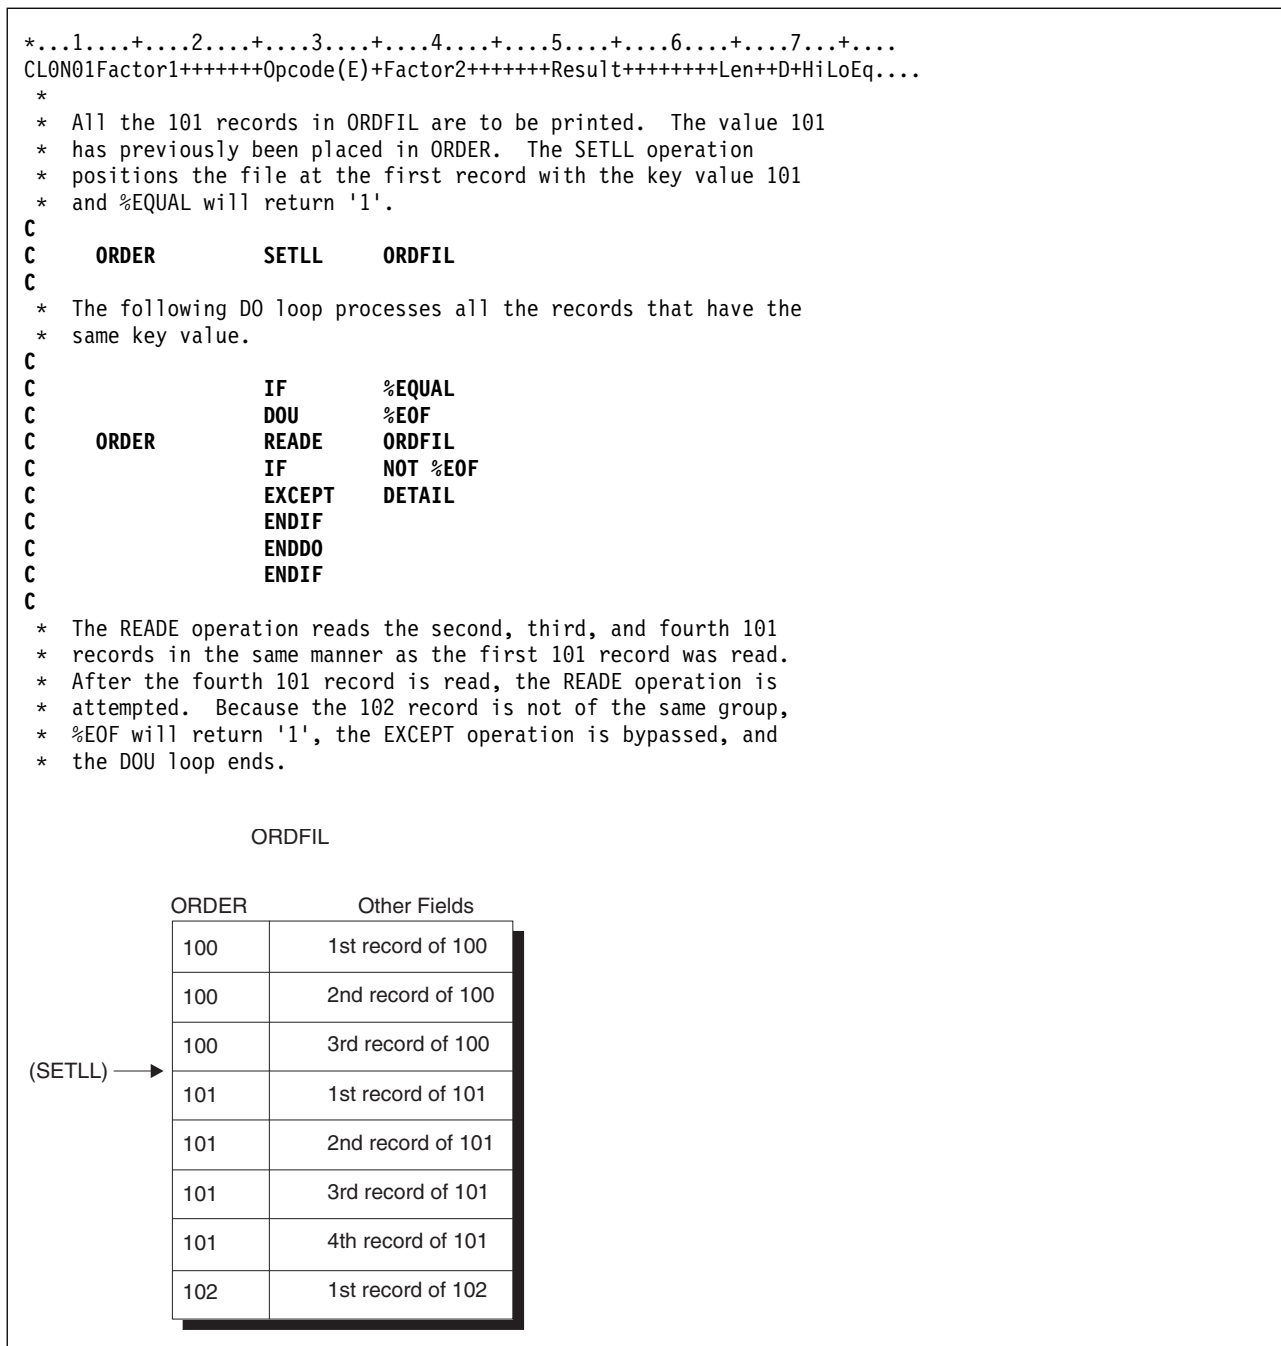 *...1....+....2....+....3....+....4....+....5....+....6....+....7...+....
CL0N01Factor1+++++++Opcode(E)+Factor2+++++++Result++++++++Len++D+HiLoEq....
 *
 *  All the 101 records in ORDFIL are to be printed.  The value 101
 *  has previously been placed in ORDER.  The SETLL operation
 *  positions the file at the first record with the key value 101
 *  and %EQUAL will return '1'.
C
C     ORDER         SETLL     ORDFIL
C
 *  The following DO loop processes all the records that have the
 *  same key value.
C
C                   IF        %EQUAL
C                   DOU       %EOF
C     ORDER         READE     ORDFIL
C                   IF        NOT %EOF
C                   EXCEPT    DETAIL
C                   ENDIF
C                   ENDDO
C                   ENDIF
C
 *  The READE operation reads the second, third, and fourth 101
 *  records in the same manner as the first 101 record was read.
 *  After the fourth 101 record is read, the READE operation is
 *  attempted.  Because the 102 record is not of the same group,
 *  %EOF will return '1', the EXCEPT operation is bypassed, and
 *  the DOU loop ends.
ORDFIL
ORDER Other Fields
100 1st record of 100
100 2nd record of 100
100 3rd record of 100
(SETLL)
101 1st record of 101
101 2nd record of 101
101 3rd record of 101
101 4th record of 101
102 1st record of 102